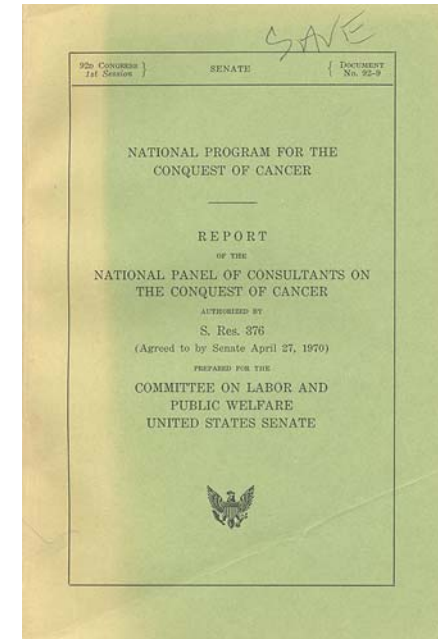 SAVE
92D CONGRESS } SENATE { DOCUMENT
1st Session No. 92-9
NATIONAL PROGRAM FOR THE
CONQUEST OF CANCER
REPORT
OF THE
NATIONAL PANEL OF CONSULTANTS ON
THE CONQUEST OF CANCER
AUTHORIZED BY
S. Res. 376
(Agreed to by Senate April 27, 1970)
PREPARED FOR THE
COMMITTEE ON LABOR AND
PUBLIC WELFARE
UNITED STATES SENATE